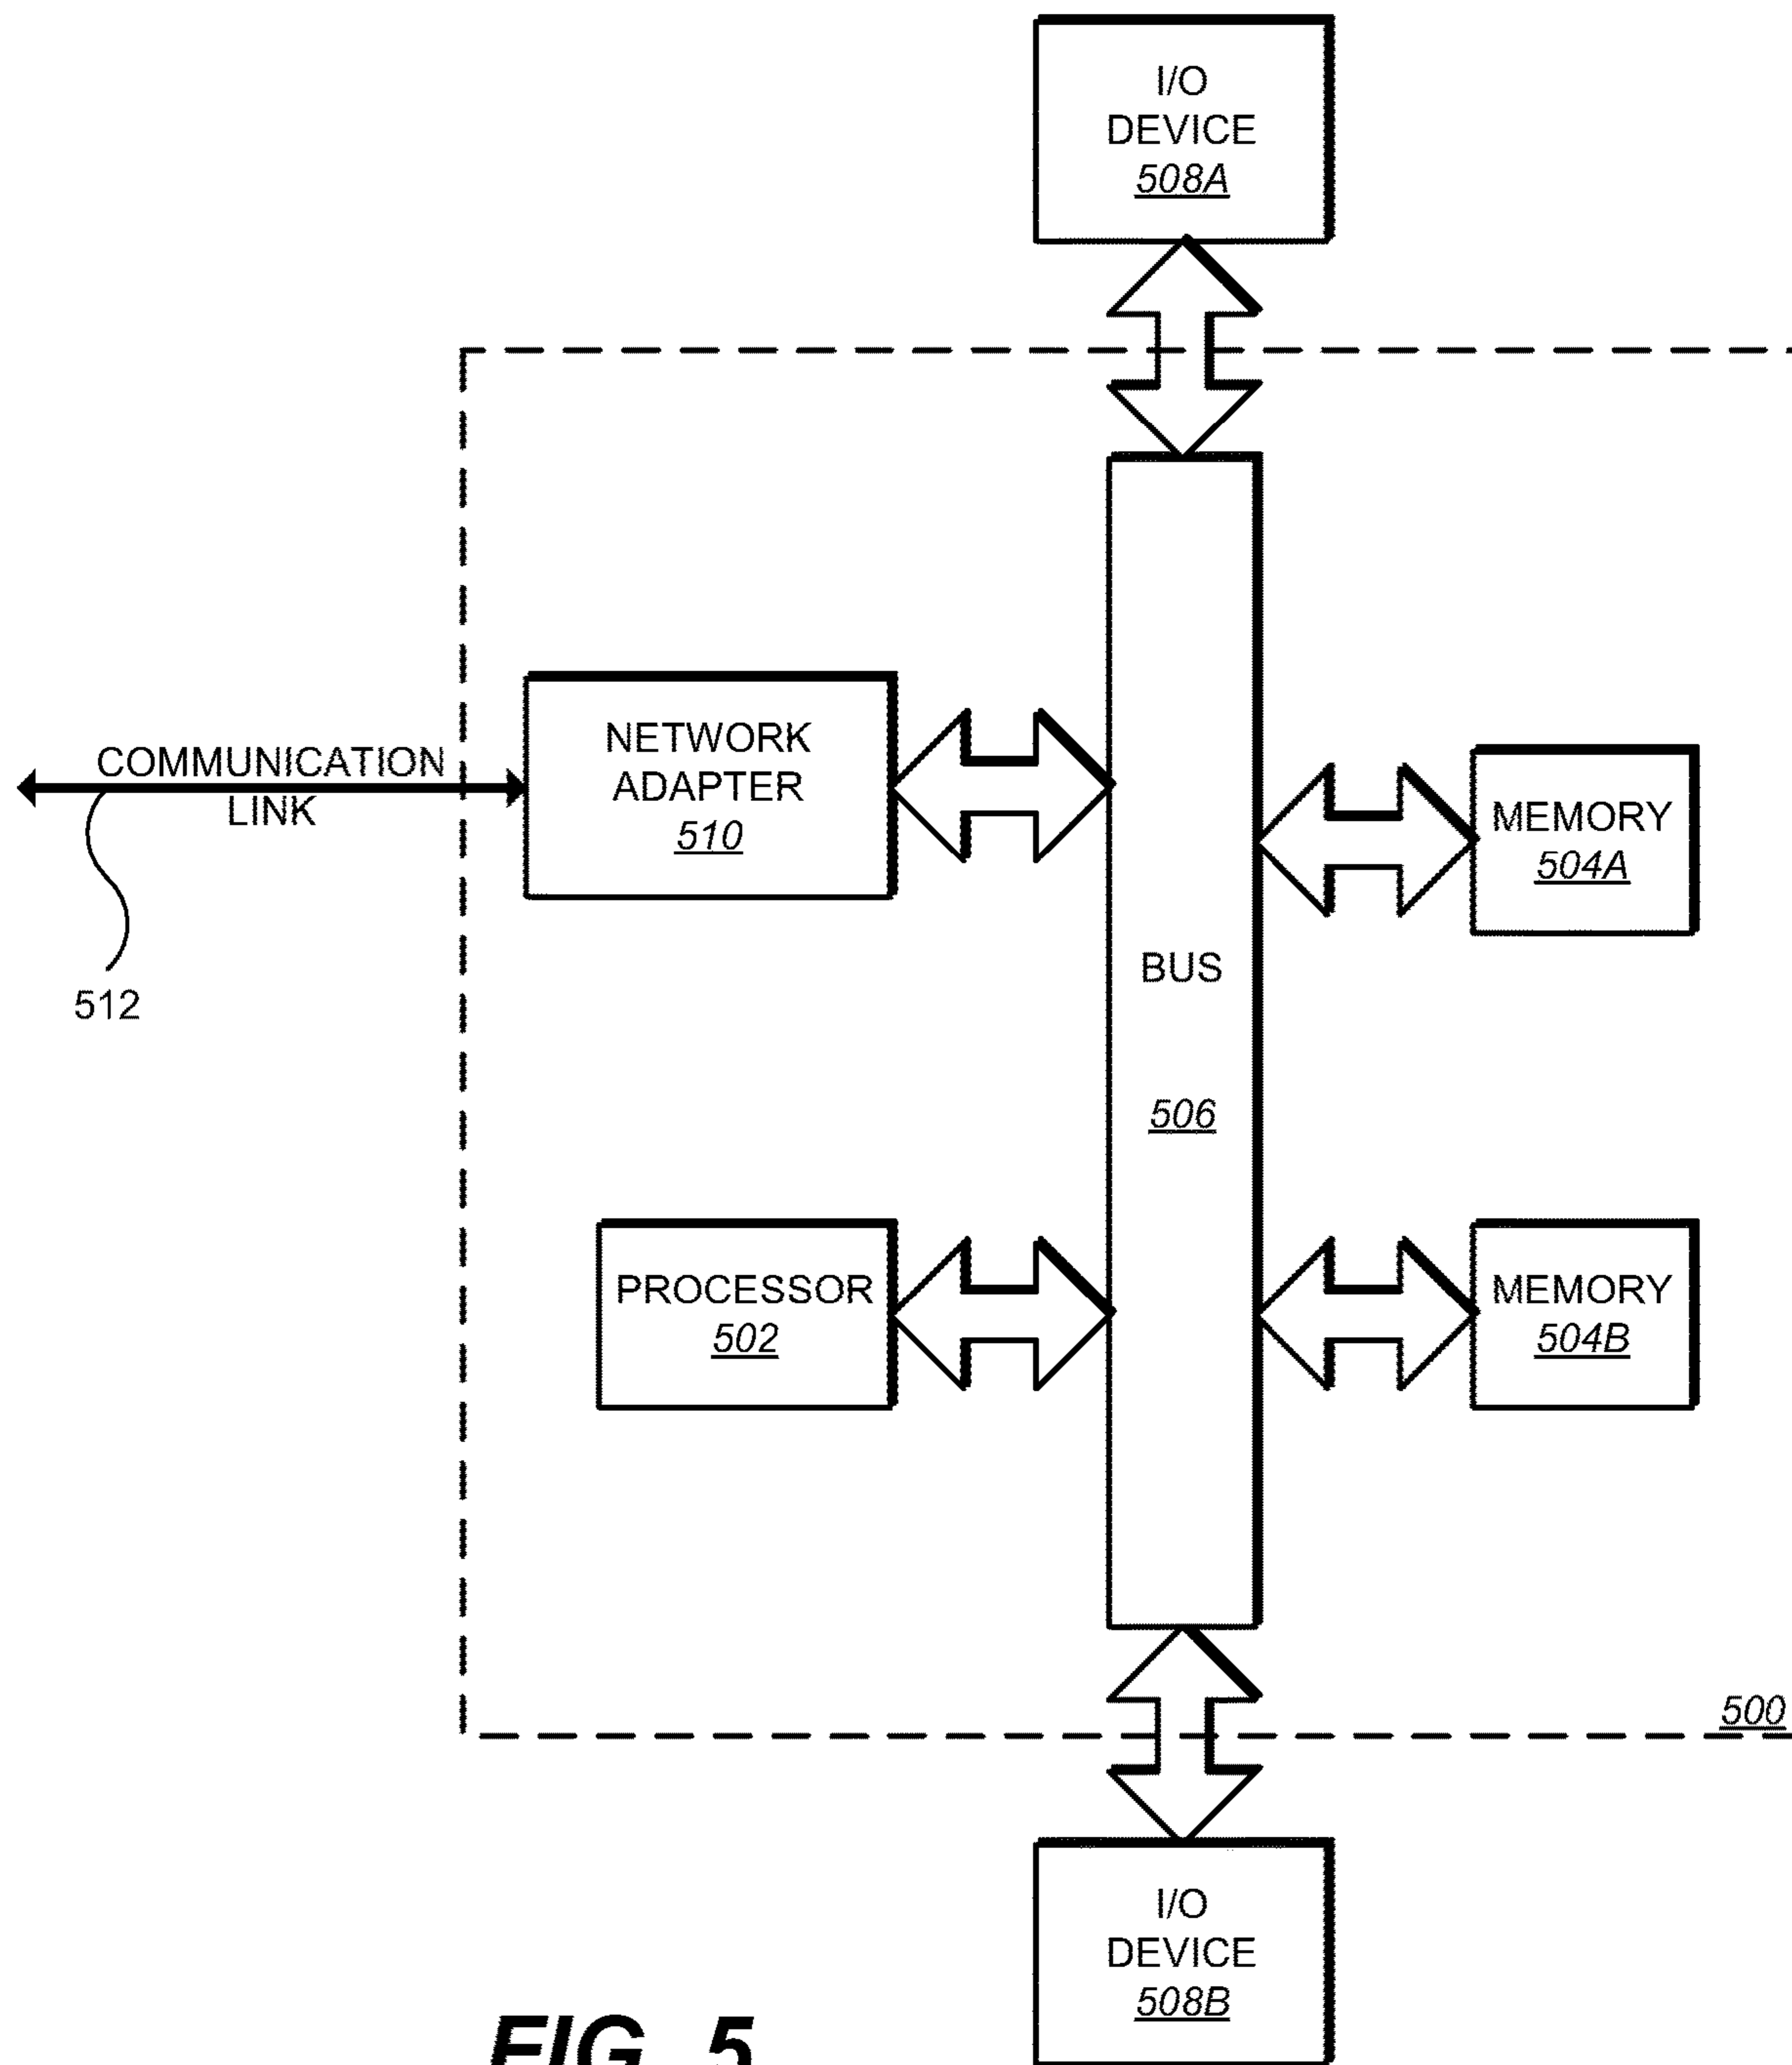 I/O
DEVICE
508A
COMMUNICATION
LINK
512
NETWORK
ADAPTER
510
MEMORY
504A
BUS
506
PROCESSOR
502
MEMORY
504B
500
I/O
DEVICE
508B
FIG. 5